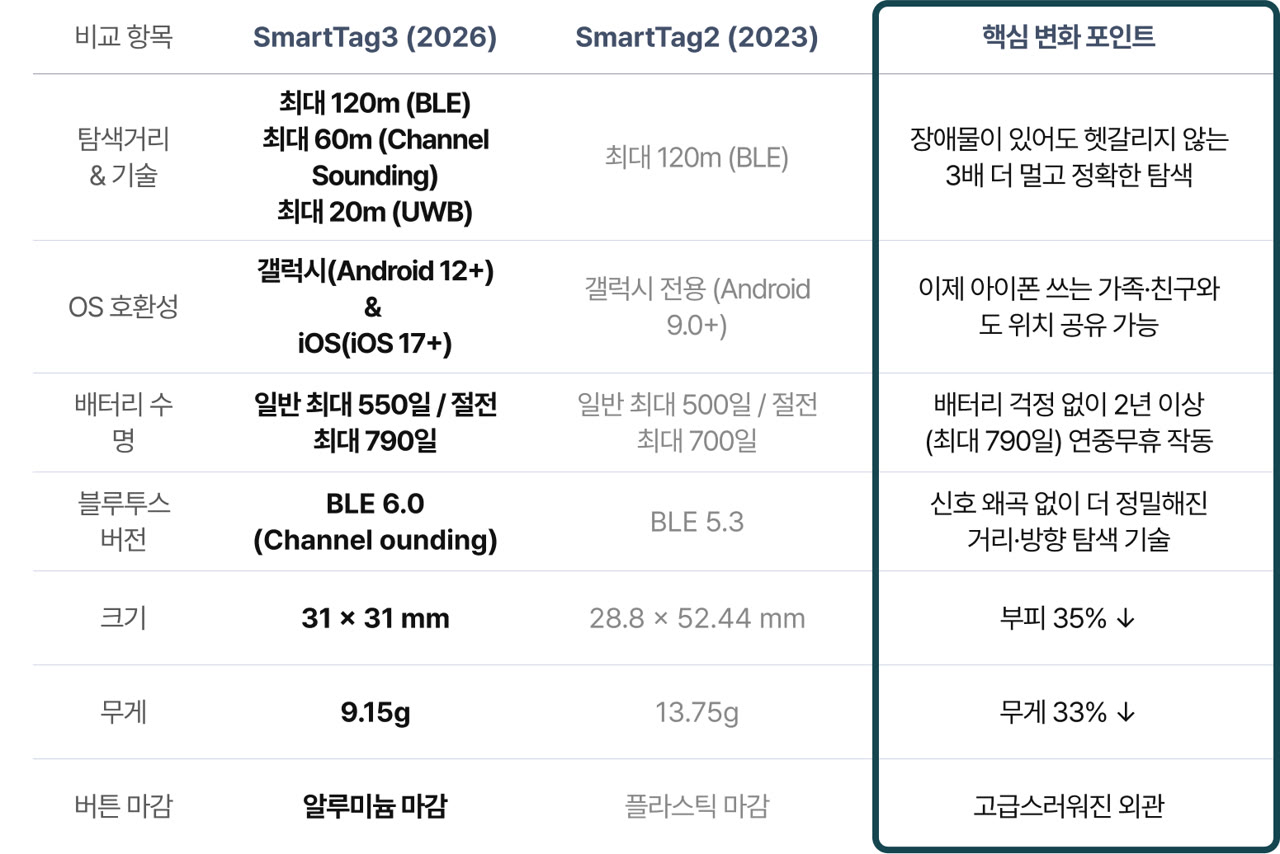 비교 항목 SmartTag3 (2026) SmartTag2 (2023) 핵심 변화 포인트
탐색거리
& 기술
최대 120m (BLE)
최대 60m (Channel
Sounding)
최대 20m (UWB)
최대 120m (BLE)
장애물이 있어도 헷갈리지 않는
3배 더 멀고 정확한 탐색
OS 호환성
갤럭시(Android 12+)
&
iOS(iOS 17+)
갤럭시 전용 (Android
9.0+)
이제 아이폰 쓰는 가족·친구와
도 위치 공유 가능
배터리 수
명
일반 최대 550일 / 절전
최대 790일
일반 최대 500일 / 절전
최대 700일
배터리 걱정 없이 2년 이상
(최대 790일) 연중무휴 작동
블루투스
버전
BLE 6.0
(Channel ounding)
BLE 5.3
신호 왜곡 없이 더 정밀해진
거리·방향 탐색 기술
크기
31 × 31 mm
28.8 × 52.44 mm
부피 35% ↓
무게
9.15g
13.75g
무게 33% ↓
버튼 마감
알루미늄 마감
플라스틱 마감
고급스러워진 외관